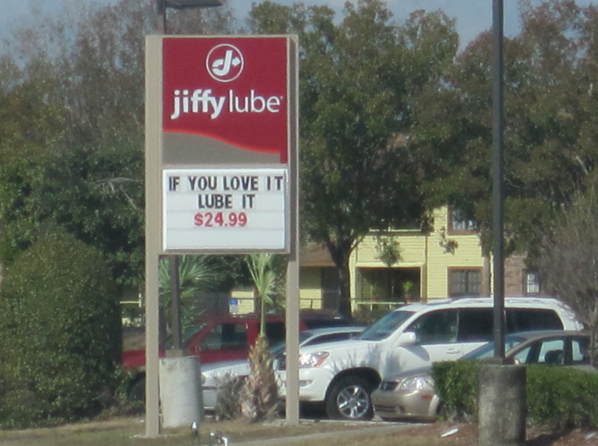 jiffy lube
IF YOU LOVE IT
LUBE IT
$24.99